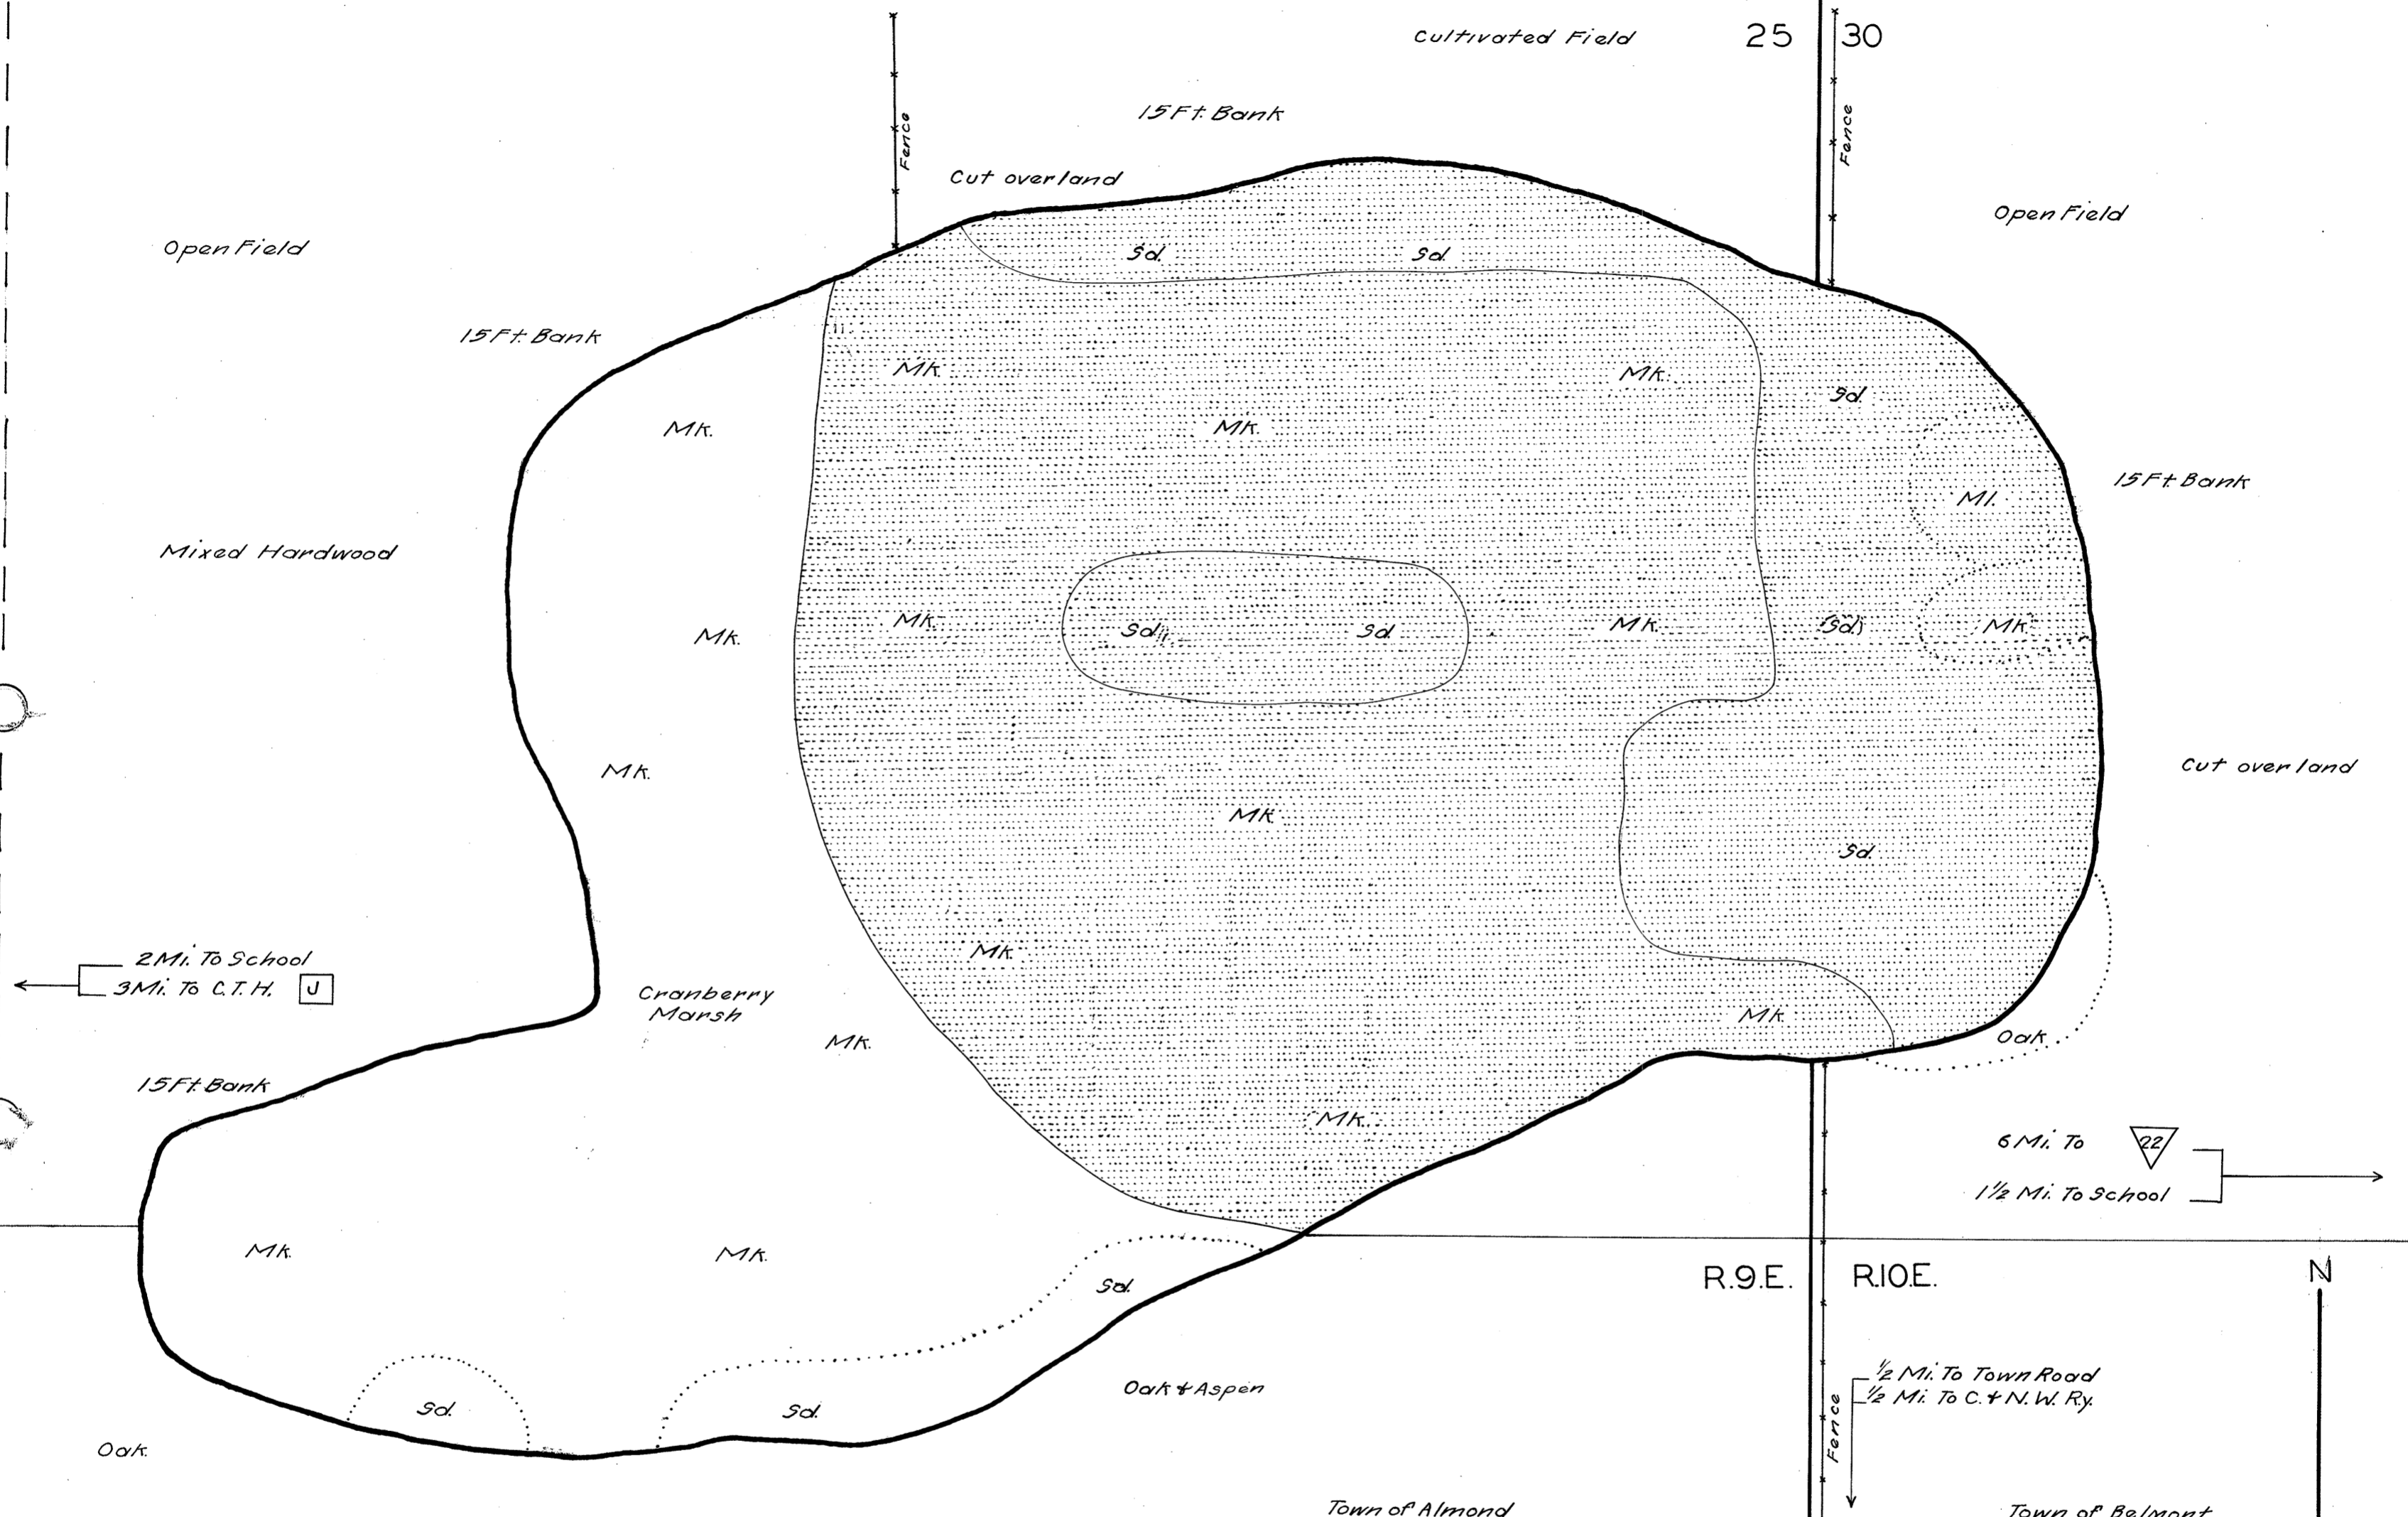 Cultivated Field
25
30
15 Ft. Bank
Fence
Fence
Cut over land
Open Field
Open Field
Sd.
Sd.
15 Ft. Bank
Mk.
Mk.
Sd.
Mk.
Mk.
15 Ft. Bank
Ml.
Mixed Hardwood
Mk.
Mk.
Sd.
Sd.
Mk.
Sd.
Mk.
Mk.
Cut over land
Mk.
Sd.
Mk.
2 Mi. To School
3 Mi. To C.T.H. J
Cranberry
Marsh
Mk.
Mk.
Oak
15 Ft. Bank
Mk.
6 Mi. To 22
1 1/2 Mi. To School
Mk.
Mk.
Sd.
R.9.E.
R.10.E.
N
1/2 Mi. To Town Road
1/2 Mi. To C. & N. W. Ry.
Oak & Aspen
Sd.
Sd.
Fence
Oak
Town of Almond
Town of Belmont